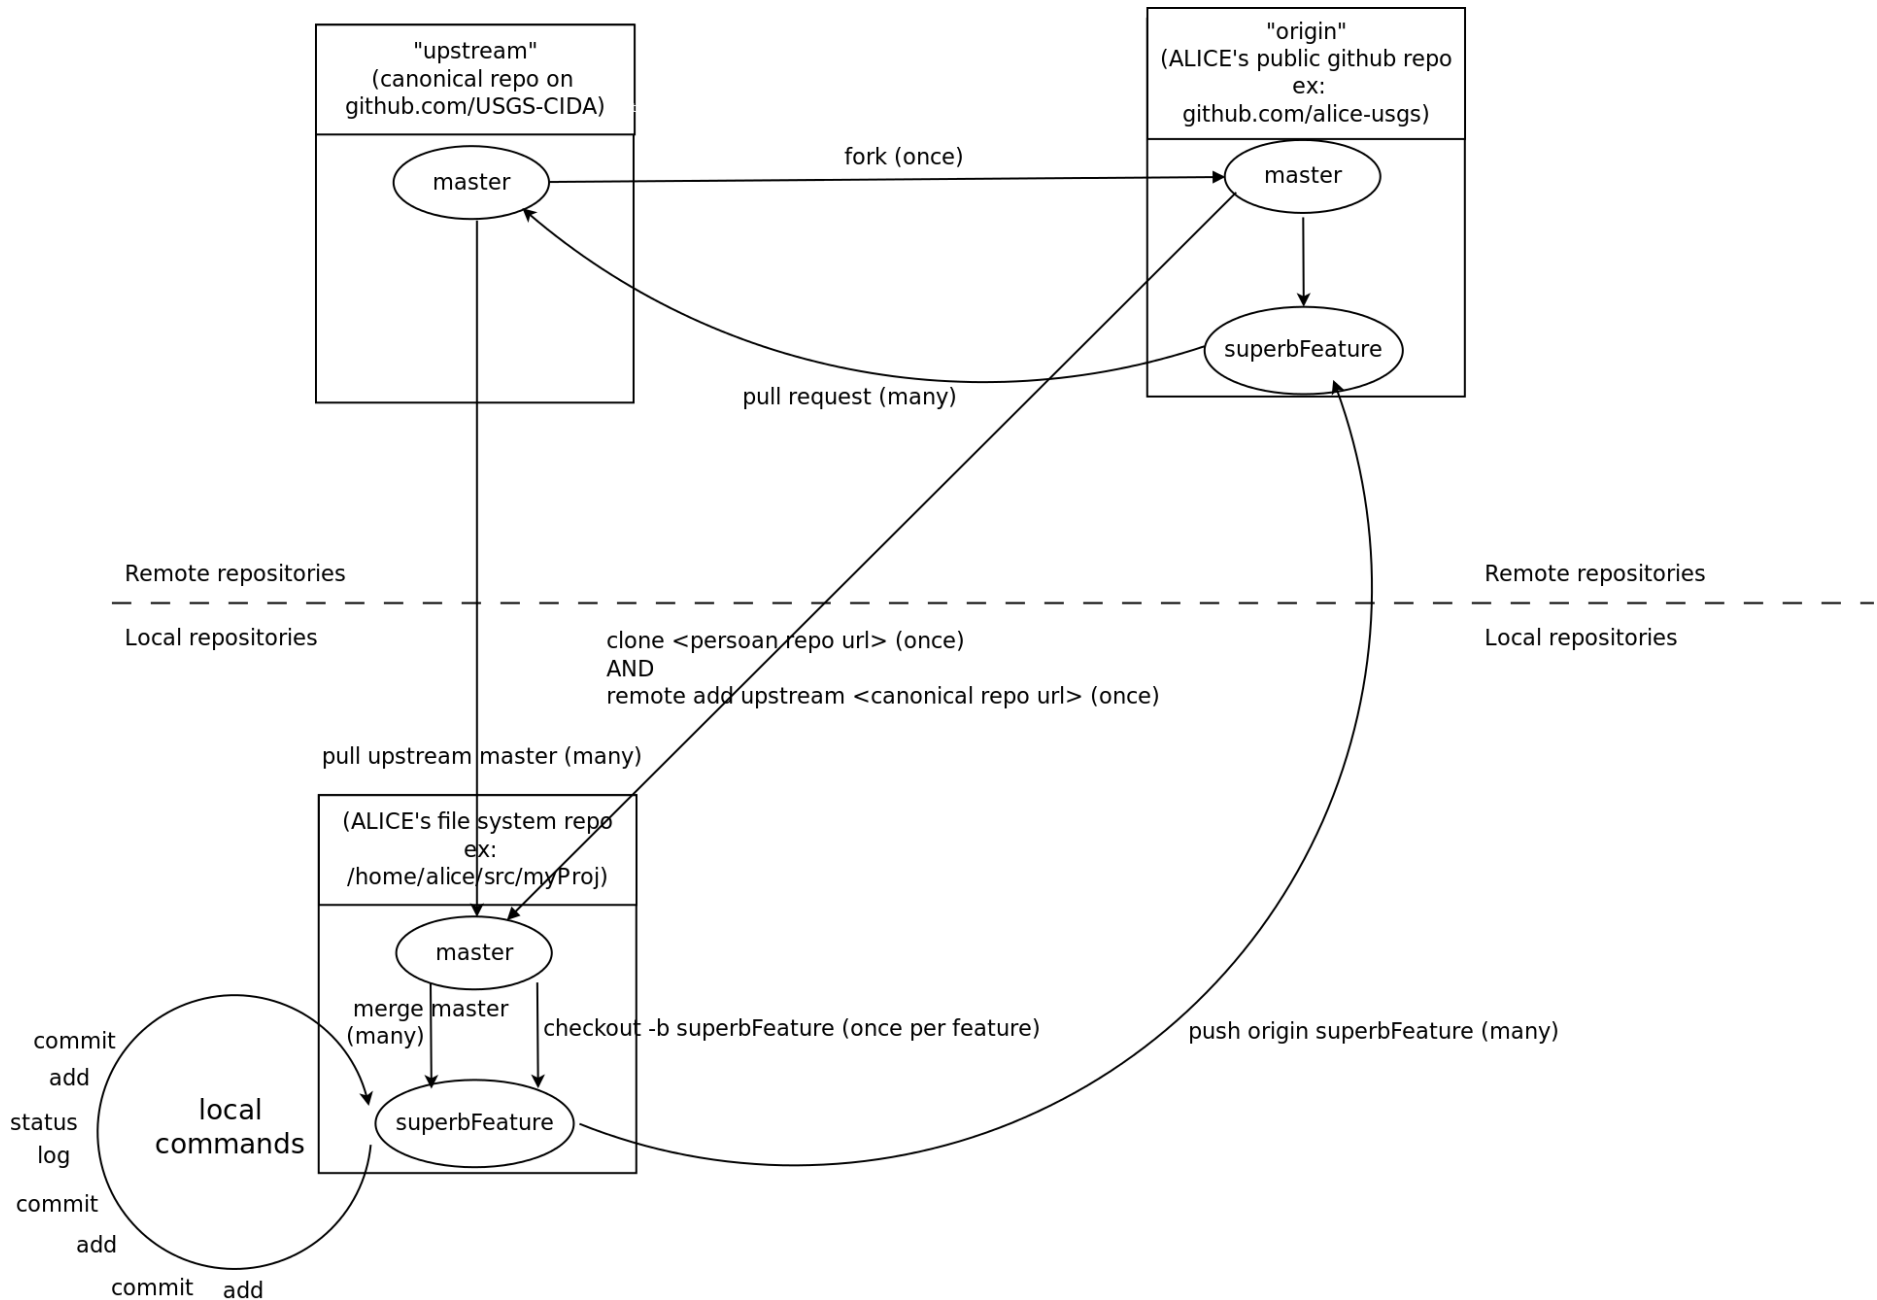 "upstream"
(canonical repo on
github.com/USGS-CIDA)
"origin"
(ALICE's public github repo
ex:
github.com/alice-usgs)
master
fork (once)
master
superbFeature
pull request (many)
Remote repositories
Remote repositories
Local repositories
Local repositories
clone <persoan repo url> (once)
AND
remote add upstream <canonical repo url> (once)
pull upstream master (many)
(ALICE's file system repo
ex:
/home/alice/src/myProj)
master
merge master
(many)
checkout -b superbFeature (once per feature)
push origin superbFeature (many)
superbFeature
local
commands
commit
add
status
log
commit
add
commit
add